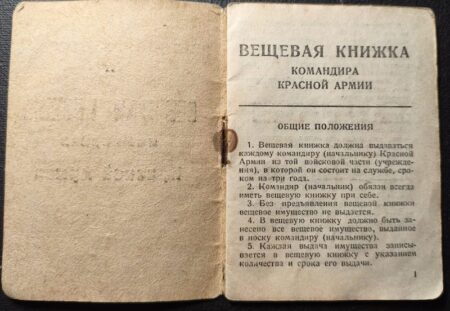 ВЕЩЕВАЯ КНИЖКА
КОМАНДИРА
КРАСНОЙ АРМИИ
ОБЩИЕ ПОЛОЖЕНИЯ
1. Вещевая книжка должна выдаваться
каждому командиру (начальнику) Красной
Армии из той войсковой части (учрежде-
ния), в которой он состоит на службе, сро-
ком на три года.
2. Командир (начальник) обязан всегда
иметь вещевую книжку при себе.
3. Без предъявления вещевой книжки
вещевое имущество не выдается.
4. В вещевую книжку должно быть за-
несено все вещевое имущество, выданное
в носку командиру (начальнику).
5. Каждая выдача имущества записы-
вается в вещевую книжку с указанием
количества и срока его выдачи.
1